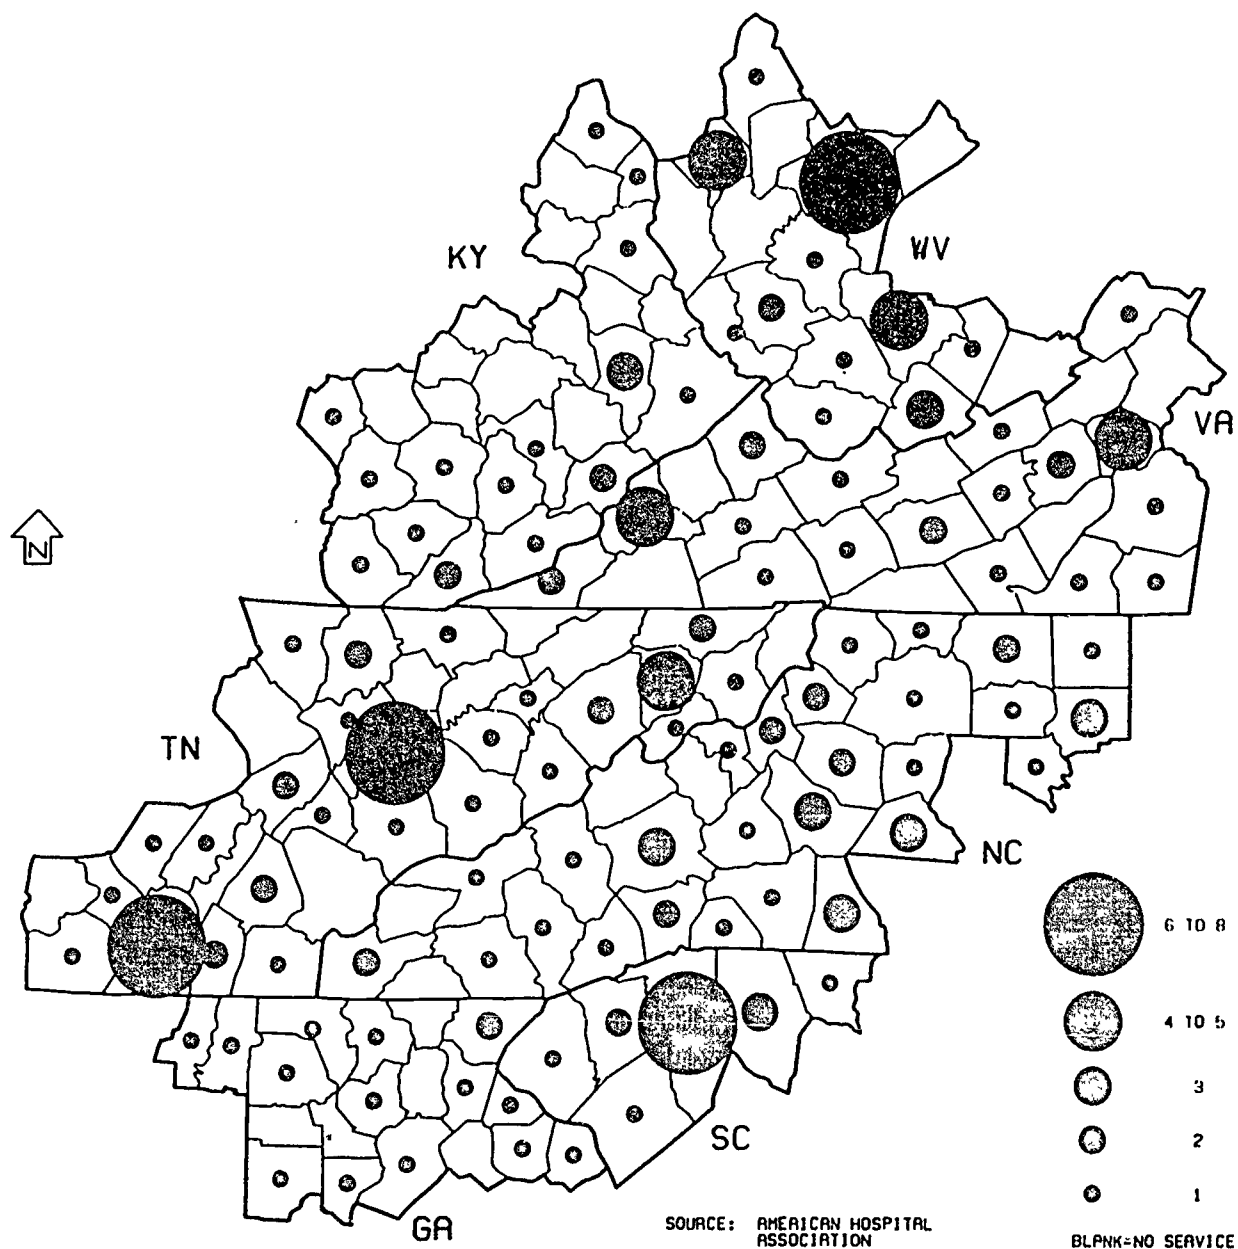 KY
WV
VA
N
TN
NC
6 TO 8
4 TO 5
3
2
1
SC
GA
SOURCE: AMERICAN HOSPITAL
ASSOCIATION
BLANK=NO SERVICE